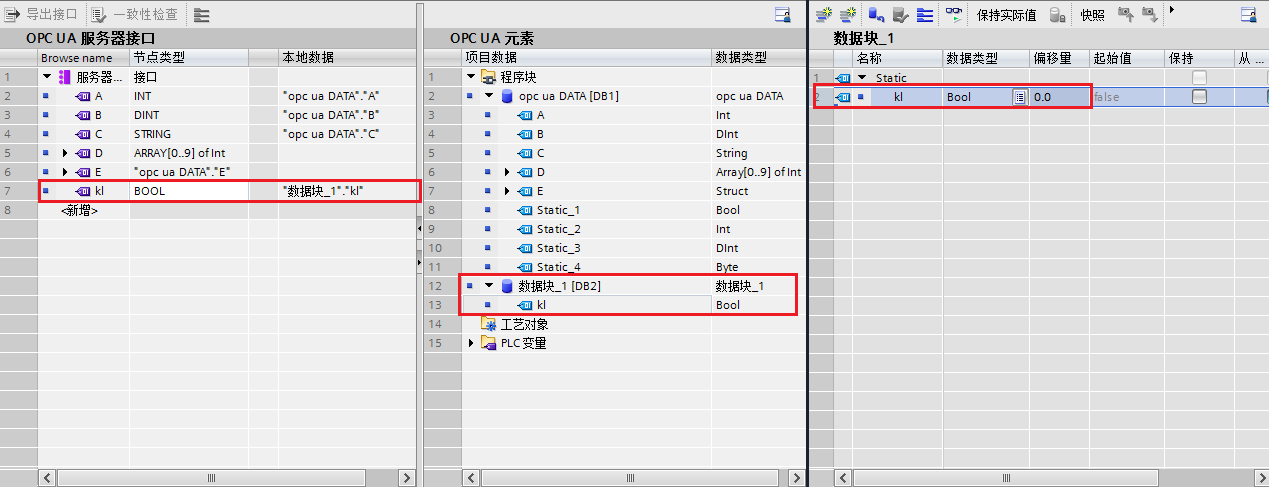 导出接口 一致性检查
OPC UA 服务器接口
Browse name 节点类型 本地数据
1 服务器... 接口
2 A INT "opc ua DATA"."A"
3 B DINT "opc ua DATA"."B"
4 C STRING "opc ua DATA"."C"
5 D ARRAY[0..9] of Int
6 E "opc ua DATA"."E"
7 kl BOOL "数据块_1"."kl"
8 <新增>
OPC UA 元素
项目数据 数据类型
1 程序块
2 opc ua DATA [DB1] opc ua DATA
3 A Int
4 B DInt
5 C String
6 D Array[0..9] of Int
7 E Struct
8 Static_1 Bool
9 Static_2 Int
10 Static_3 DInt
11 Static_4 Byte
12 数据块_1 [DB2] 数据块_1
13 kl Bool
14 工艺对象
15 PLC 变量
保持实际值 快照
数据块_1
名称 数据类型 偏移量 起始值 保持 从 ...
1 Static
2 kl Bool 0.0 false